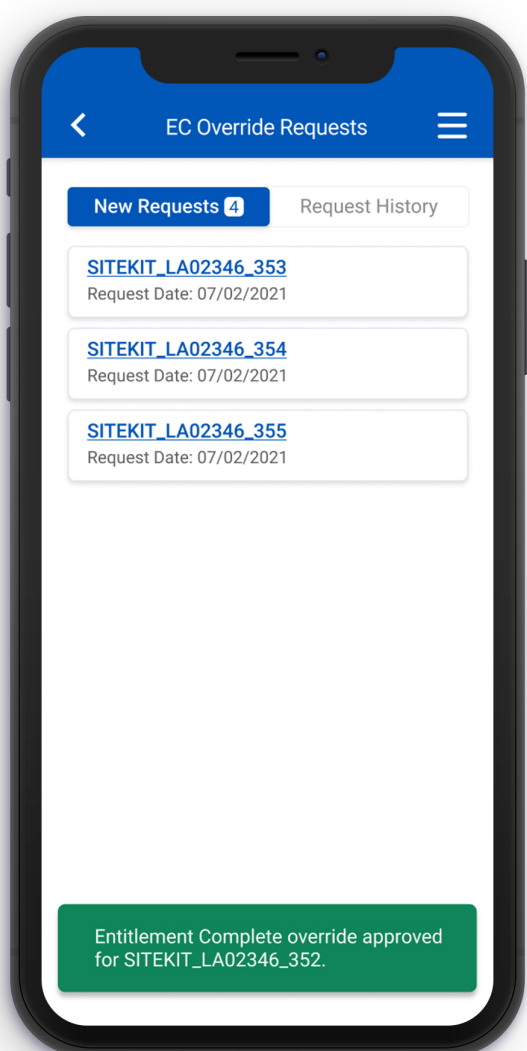 EC Override Requests
New Requests 4
Request History
SITEKIT_LA02346_353
Request Date: 07/02/2021
SITEKIT_LA02346_354
Request Date: 07/02/2021
SITEKIT_LA02346_355
Request Date: 07/02/2021
Entitlement Complete override approved
for SITEKIT_LA02346_352.